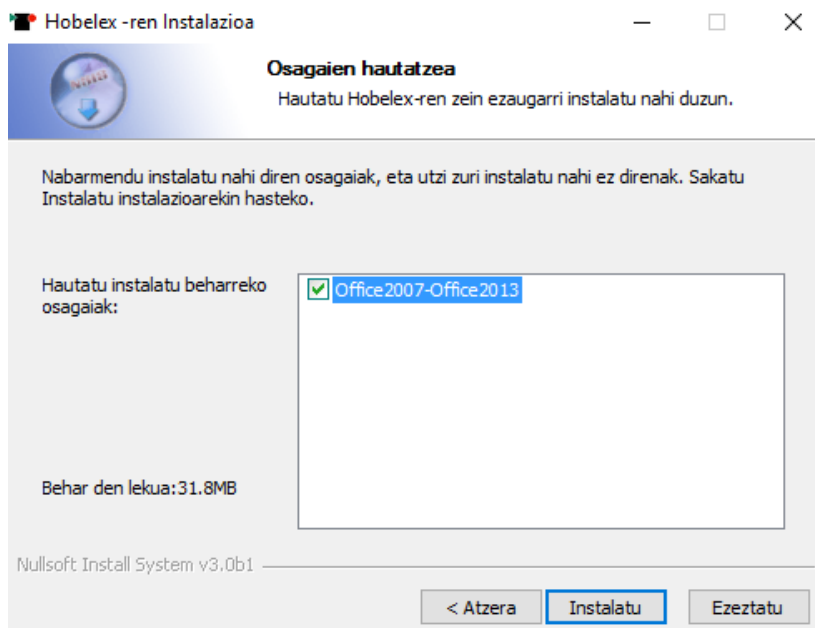 Hobelex -ren Instalazioa
Osagaien hautatzea
Hautatu Hobelex-ren zein ezaugarri instalatu nahi duzun.
Nabarmendu instalatu nahi diren osagaiak, eta utzi zuri instalatu nahi ez direnak. Sakatu
Instalatu instalazioarekin hasteko.
Hautatu instalatu beharreko
osagaiak:
Office2007-Office2013
Behar den lekua:31.8MB
Nullsoft Install System v3.0b1
< Atzera
Instalatu
Ezeztatu